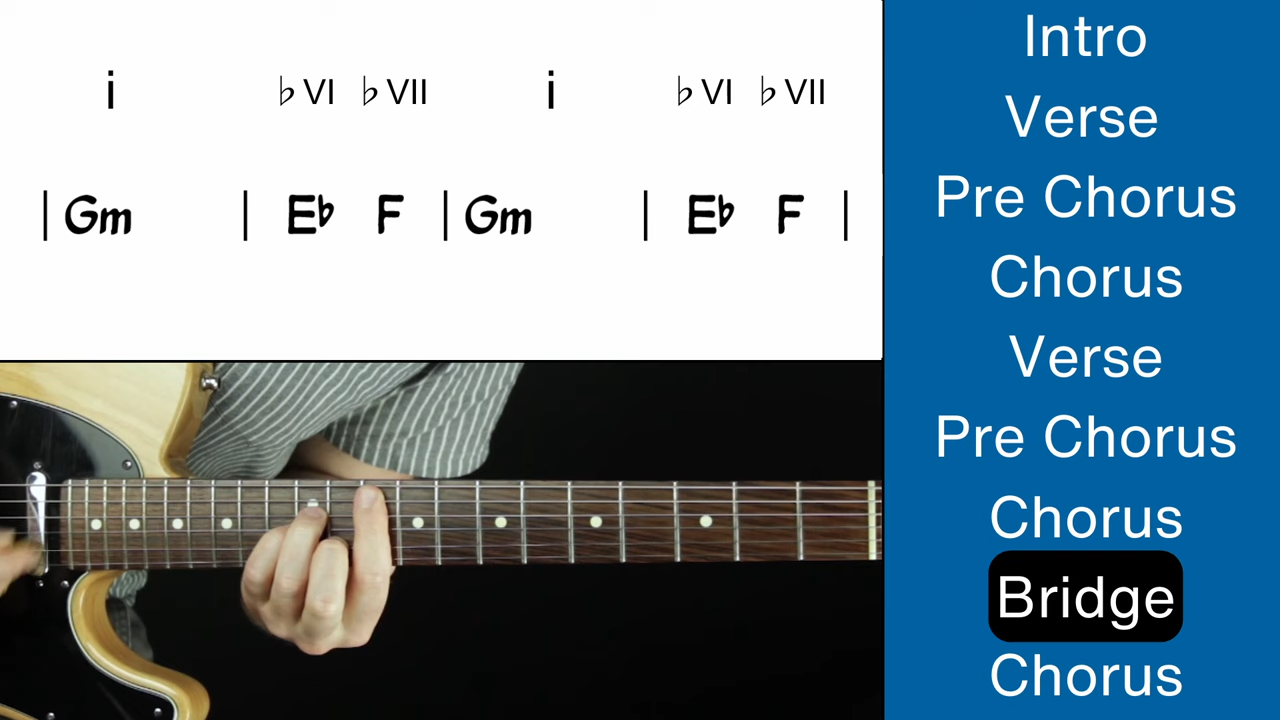 i ♭VI ♭VII i ♭VI ♭VII
| Gm | E♭ F | Gm | E♭ F |
Intro
Verse
Pre Chorus
Chorus
Verse
Pre Chorus
Chorus
Bridge
Chorus